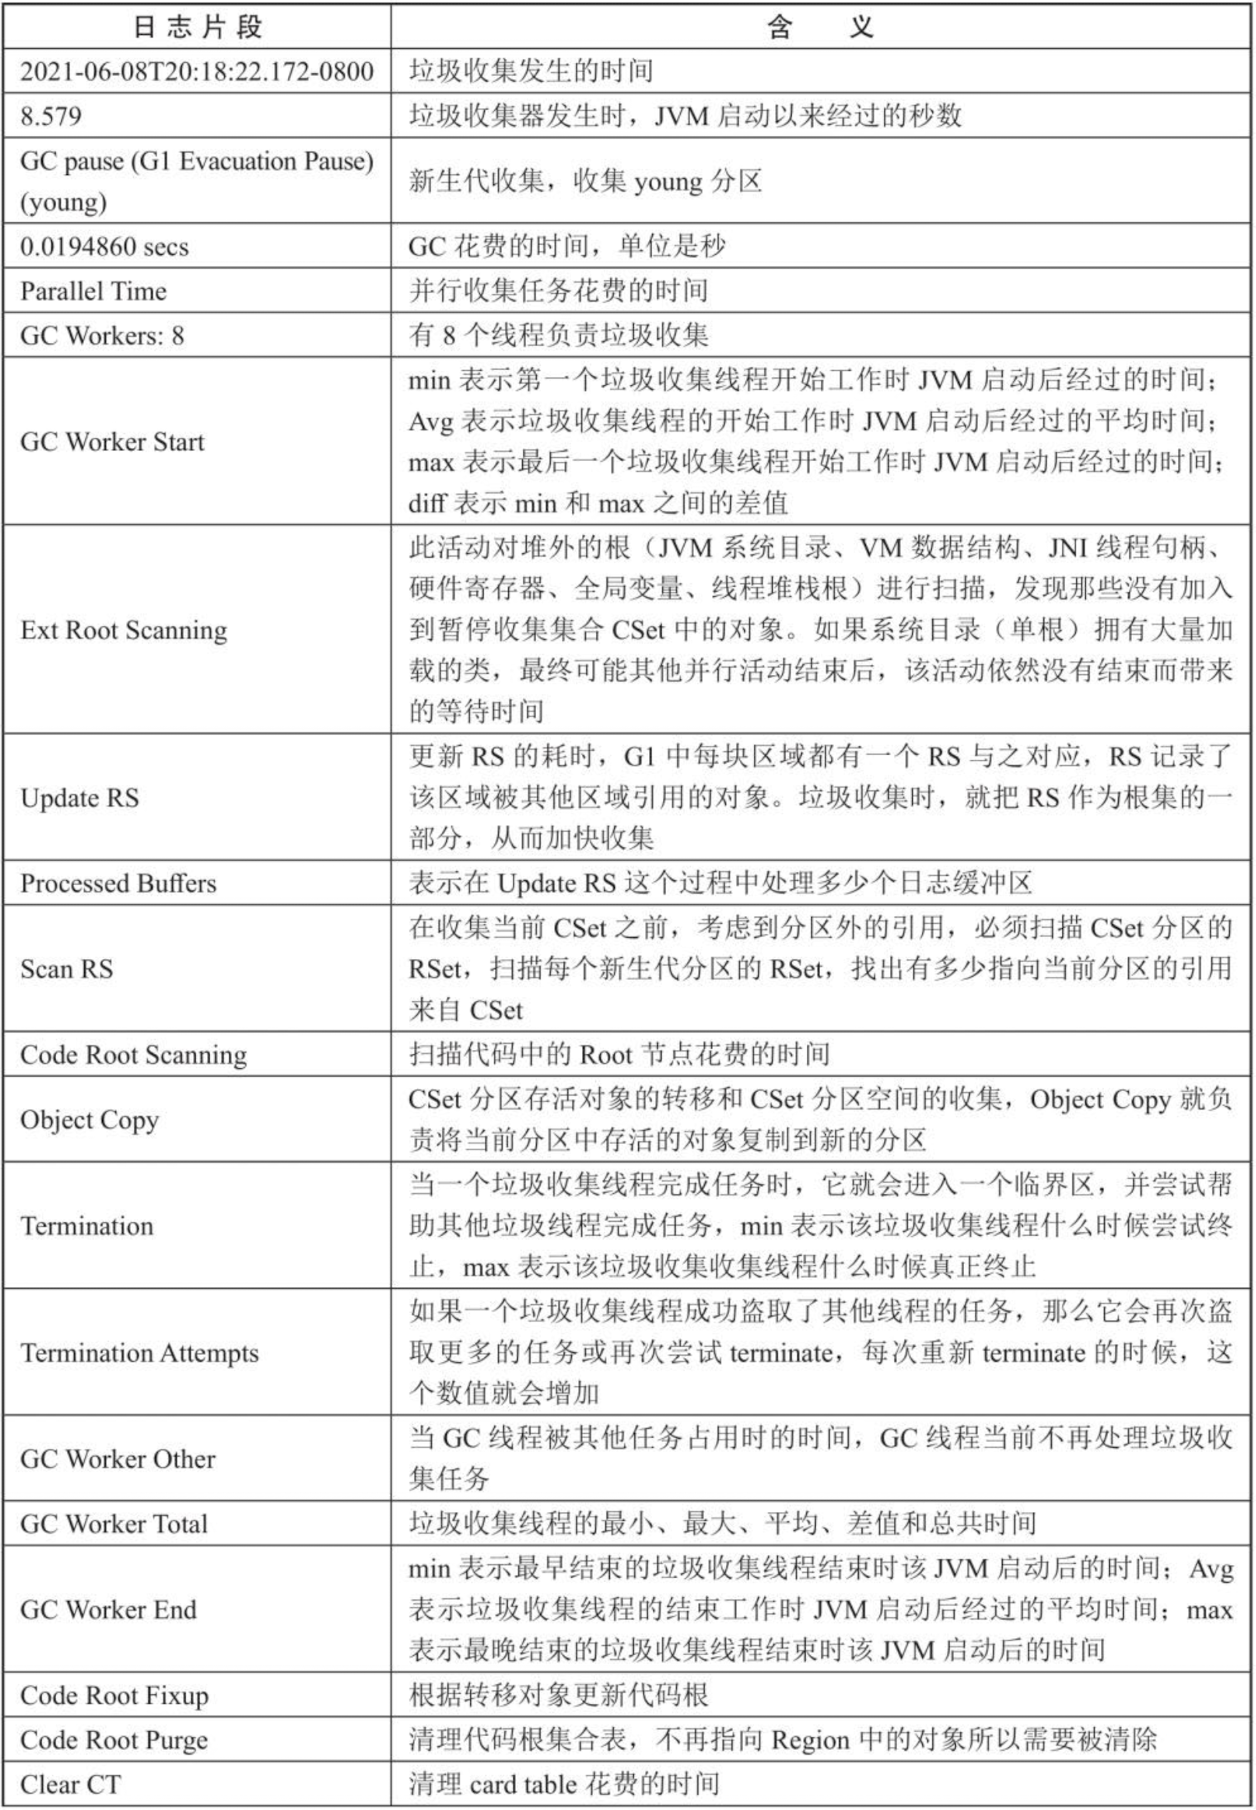 日志片段 含义
2021-06-08T20:18:22.172-0800 垃圾收集发生的时间
8.579 垃圾收集器发生时，JVM 启动以来经过的秒数
GC pause (G1 Evacuation Pause)
(young)
新生代收集，收集 young 分区
0.0194860 secs GC 花费的时间，单位是秒
Parallel Time 并行收集任务花费的时间
GC Workers: 8 有 8 个线程负责垃圾收集
GC Worker Start
min 表示第一个垃圾收集线程开始工作时 JVM 启动后经过的时间；
Avg 表示垃圾收集线程的开始工作时 JVM 启动后经过的平均时间；
max 表示最后一个垃圾收集线程开始工作时 JVM 启动后经过的时间；
diff 表示 min 和 max 之间的差值
Ext Root Scanning
此活动对堆外的根（JVM 系统目录、VM 数据结构、JNI 线程句柄、
硬件寄存器、全局变量、线程堆栈根）进行扫描，发现那些没有加入
到暂停收集集合 CSet 中的对象。如果系统目录（单根）拥有大量加
载的类，最终可能其他并行活动结束后，该活动依然没有结束而带来
的等待时间
Update RS
更新 RS 的耗时，G1 中每块区域都有一个 RS 与之对应，RS 记录了
该区域被其他区域引用的对象。垃圾收集时，就把 RS 作为根集的一
部分，从而加快收集
Processed Buffers 表示在 Update RS 这个过程中处理多少个日志缓冲区
Scan RS
在收集当前 CSet 之前，考虑到分区外的引用，必须扫描 CSet 分区的
RSet，扫描每个新生代分区的 RSet，找出有多少指向当前分区的引用
来自 CSet
Code Root Scanning 扫描代码中的 Root 节点花费的时间
Object Copy
CSet 分区存活对象的转移和 CSet 分区空间的收集，Object Copy 就负
责将当前分区中存活的对象复制到新的分区
Termination
当一个垃圾收集线程完成任务时，它就会进入一个临界区，并尝试帮
助其他垃圾线程完成任务，min 表示该垃圾收集线程什么时候尝试终
止，max 表示该垃圾收集收集线程什么时候真正终止
Termination Attempts
如果一个垃圾收集线程成功盗取了其他线程的任务，那么它会再次盗
取更多的任务或再次尝试 terminate，每次重新 terminate 的时候，这
个数值就会增加
GC Worker Other
当 GC 线程被其他任务占用时的时间，GC 线程当前不再处理垃圾收
集任务
GC Worker Total 垃圾收集线程的最小、最大、平均、差值和总共时间
GC Worker End
min 表示最早结束的垃圾收集线程结束时该 JVM 启动后的时间；Avg
表示垃圾收集线程的结束工作时 JVM 启动后经过的平均时间；max
表示最晚结束的垃圾收集线程结束时该 JVM 启动后的时间
Code Root Fixup 根据转移对象更新代码根
Code Root Purge 清理代码根集合表，不再指向 Region 中的对象所以需要被清除
Clear CT 清理 card table 花费的时间